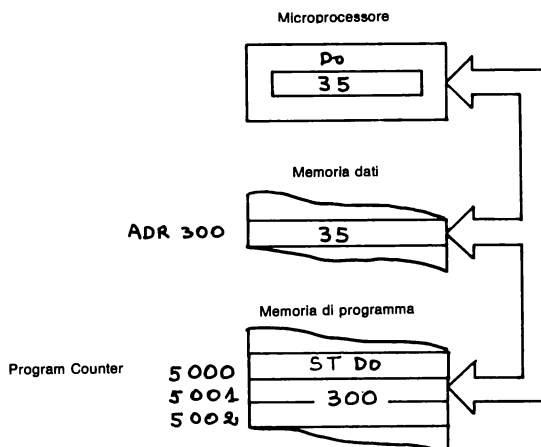 Microprocessore
Do
35
Memoria dati
ADR 300
35
Memoria di programma
Program Counter
5000
ST DO
5001
300
5002